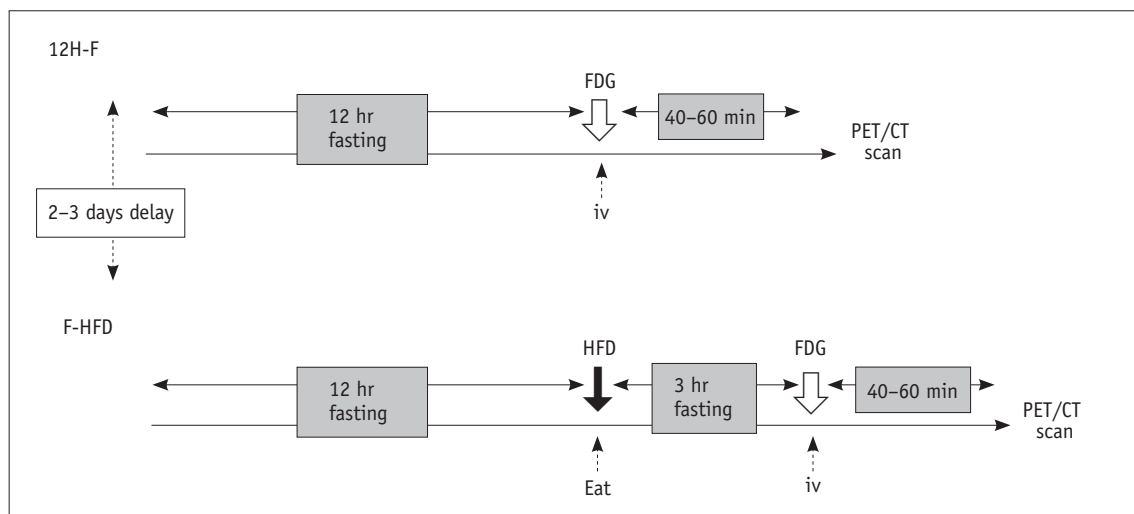 12H-F
FDG
12 hr
fasting
40–60 min
PET/CT
scan
2–3 days delay
iv
F-HFD
HFD
FDG
12 hr
fasting
3 hr
fasting
40–60 min
PET/CT
scan
Eat
iv